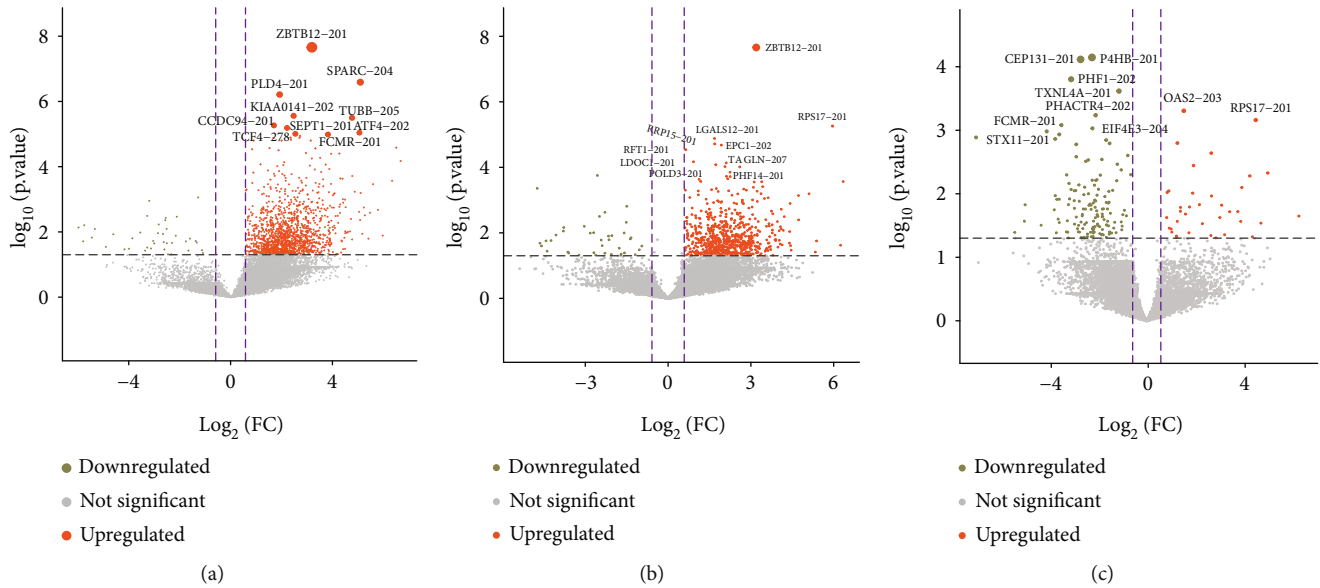 8
6
4
2
0
log10 (p.value)
ZBTB12−201
SPARC−204
PLD4−201
KIAA0141−202
TUBB−205
CCDC94−201
SEPT1−201
ATF4−202
TCF4−278
FCMR−201
−4
0
4
Log2 (FC)
Downregulated
Not significant
Upregulated
(a)
8
6
4
2
0
log10 (p.value)
ZBTB12−201
RPS17−201
RRP15−201
LGALS12−201
RFT1−201
EPC1−202
LDOC1−201
TAGLN−207
POLD3−201
PHF14−201
−3
0
3
6
Log2 (FC)
Downregulated
Not significant
Upregulated
(b)
4
3
2
1
0
log10 (p.value)
CEP131−201
P4HB−201
PHF1−202
TXNL4A−201
OAS2−203
PHACTR4−202
RPS17−201
FCMR−201
EIF4E3−204
STX11−201
−4
0
4
Log2 (FC)
Downregulated
Not significant
Upregulated
(c)